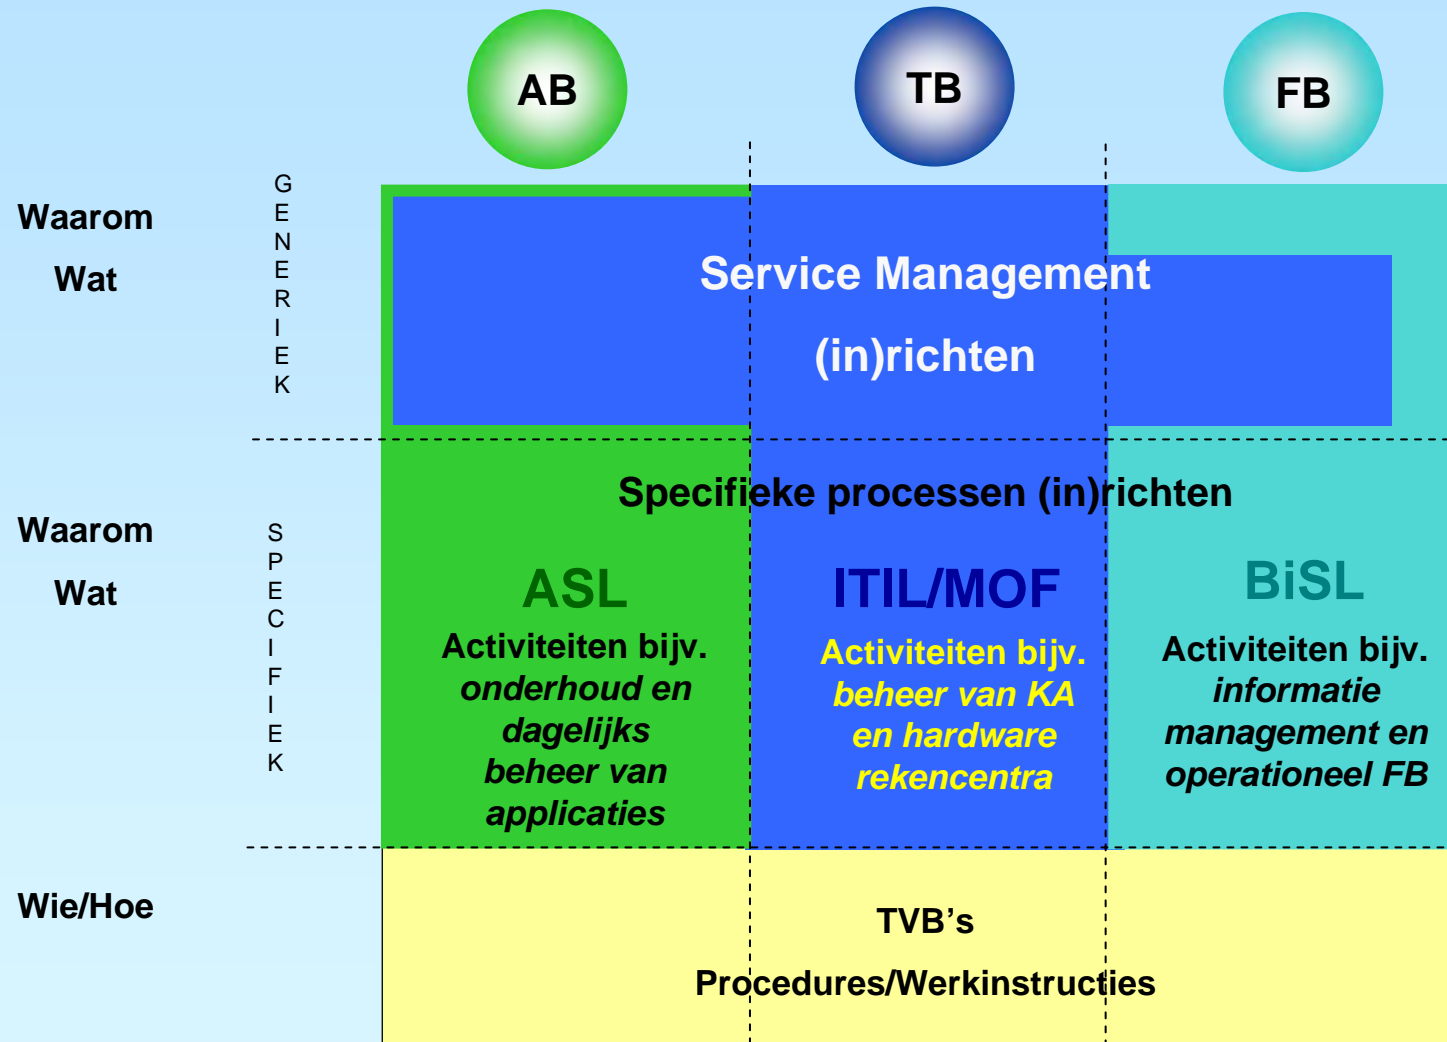 AB
TB
FB
Waarom
Wat
GENERIEK
Service Management
(in)richten
Specifieke processen (in)richten
Waarom
Wat
SPECIFIEK
ASL
Activiteiten bijv.
onderhoud en
dagelijks
beheer van
applicaties
ITIL/MOF
Activiteiten bijv.
beheer van KA
en hardware
rekencentra
BiSL
Activiteiten bijv.
informatie
management en
operationeel FB
Wie/Hoe
TVB's
Procedures/Werkinstructies